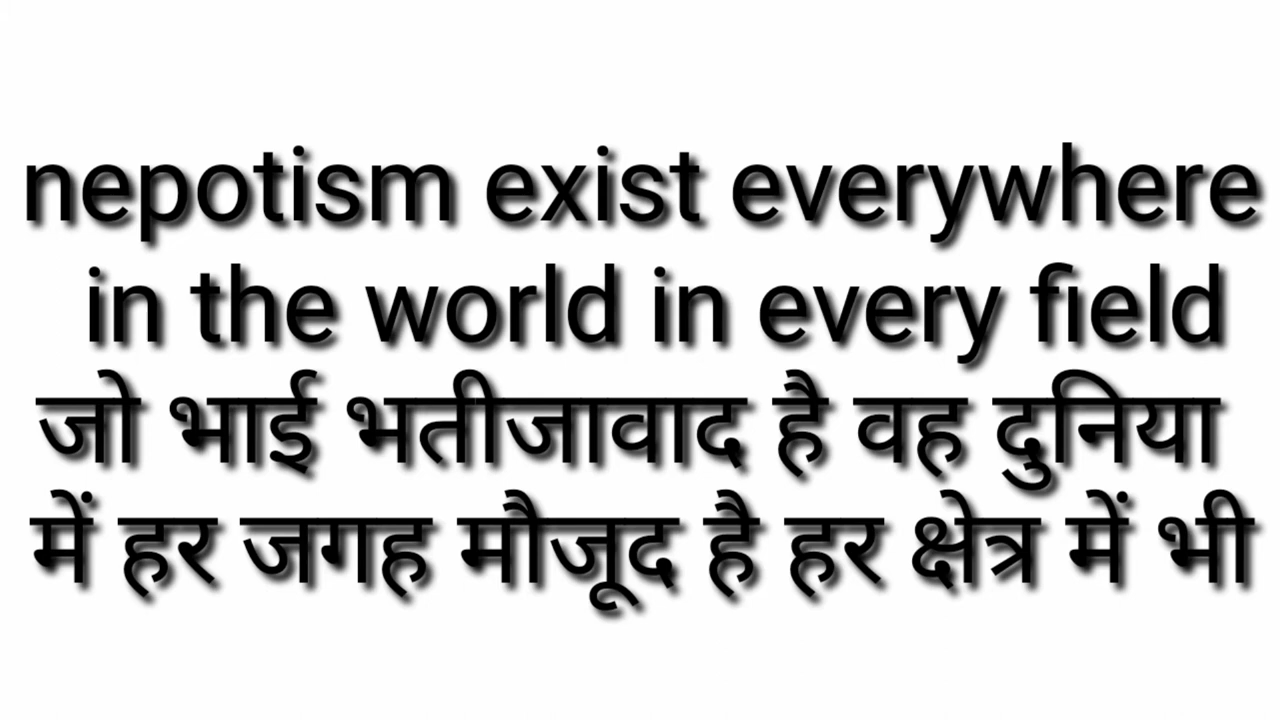 nepotism exist everywhere
in the world in every field
जो भाई भतीजावाद है वह दुनिया
में हर जगह मौजूद है हर क्षेत्र में भी